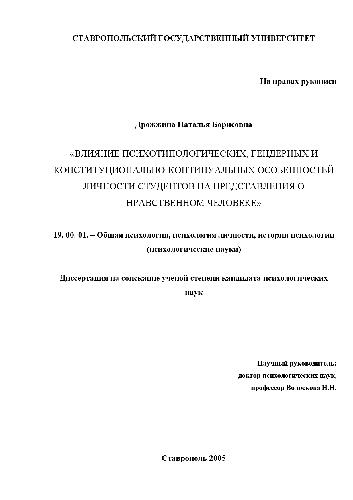 СТАВРОПОЛЬСКИЙ ГОСУДАРСТВЕННЫЙ УНИВЕРСИТЕТ
На правах рукописи
Дрожжина Наталья Борисовна
«ВЛИЯНИЕ ПСИХОТИПОЛОГИЧЕСКИХ, ГЕНДЕРНЫХ И
КОНСТИТУЦИОНАЛЬНО-КОНТИНУАЛЬНЫХ ОСОБЕННОСТЕЙ
ЛИЧНОСТИ СТУДЕНТОВ НА ПРЕДСТАВЛЕНИЯ О
НРАВСТВЕННОМ ЧЕЛОВЕКЕ»
19. 00. 01. – Общая психология, психология личности, история психологии
(психологические науки)
Диссертация на соискание ученой степени кандидата психологических
наук
Научный руководитель:
доктор психологических наук,
профессор Волоскова Н.Н.
Ставрополь 2005